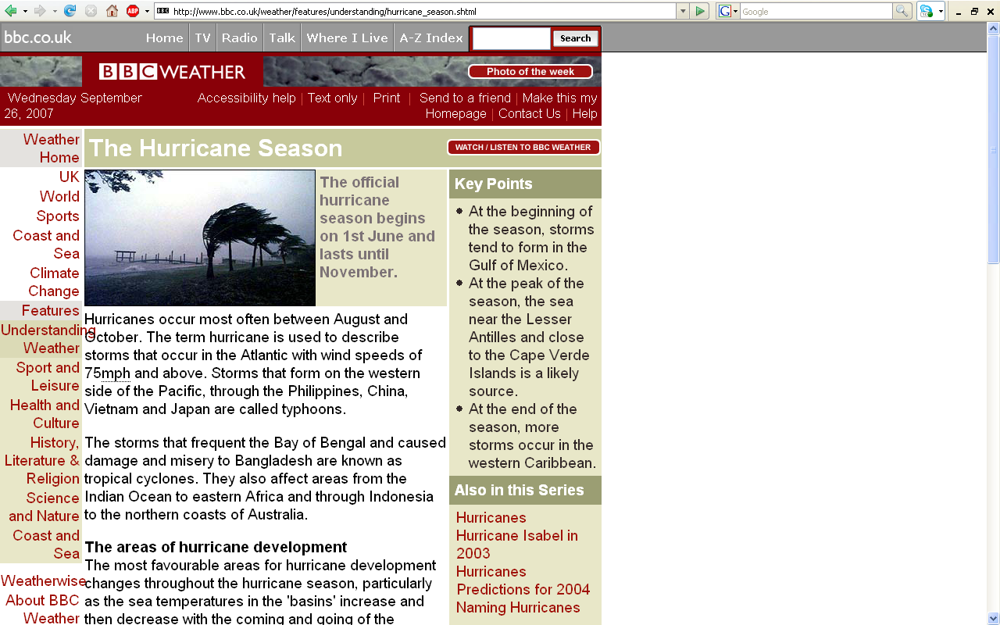 ABP
BBC http://www.bbc.co.uk/weather/features/understanding/hurricane_season.shtml
G Google
bbc.co.uk
Home TV Radio Talk Where I Live A-Z Index Search
BBC WEATHER
Photo of the week
Wednesday September
26, 2007
Accessibility help | Text only | Print | Send to a friend | Make this my
Homepage | Contact Us | Help
Weather
Home
UK
World
Sports
Coast and
Sea
Climate
Change
Features
Understanding
Weather
Sport and
Leisure
Health and
Culture
History,
Literature &
Religion
Science
and Nature
Coast and
Sea
Weatherwise
About BBC
Weather
The Hurricane Season
WATCH / LISTEN TO BBC WEATHER
The official
hurricane
season begins
on 1st June and
lasts until
November.
Hurricanes occur most often between August and
October. The term hurricane is used to describe
storms that occur in the Atlantic with wind speeds of
75mph and above. Storms that form on the western
side of the Pacific, through the Philippines, China,
Vietnam and Japan are called typhoons.
The storms that frequent the Bay of Bengal and caused
damage and misery to Bangladesh are known as
tropical cyclones. They also affect areas from the
Indian Ocean to eastern Africa and through Indonesia
to the northern coasts of Australia.
The areas of hurricane development
The most favourable areas for hurricane development
changes throughout the hurricane season, particularly
as the sea temperatures in the 'basins' increase and
then decrease with the coming and going of the
Key Points
• At the beginning of
the season, storms
tend to form in the
Gulf of Mexico.
• At the peak of the
season, the sea
near the Lesser
Antilles and close
to the Cape Verde
Islands is a likely
source.
• At the end of the
season, more
storms occur in the
western Caribbean.
Also in this Series
Hurricanes
Hurricane Isabel in
2003
Hurricanes
Predictions for 2004
Naming Hurricanes